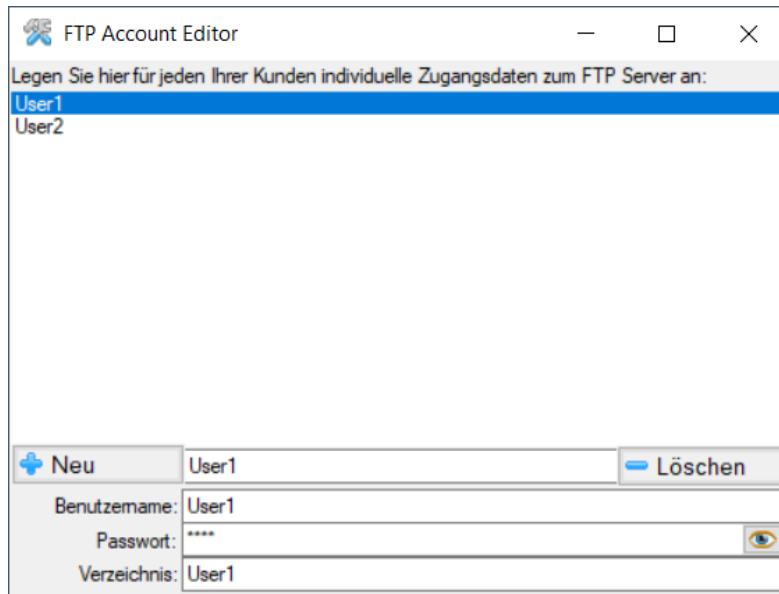 FTP Account Editor
Legen Sie hier für jeden Ihrer Kunden individuelle Zugangsdaten zum FTP Server an:
User1
User2
Neu User1 Löschen
Benutzername: User1
Passwort: ****
Verzeichnis: User1